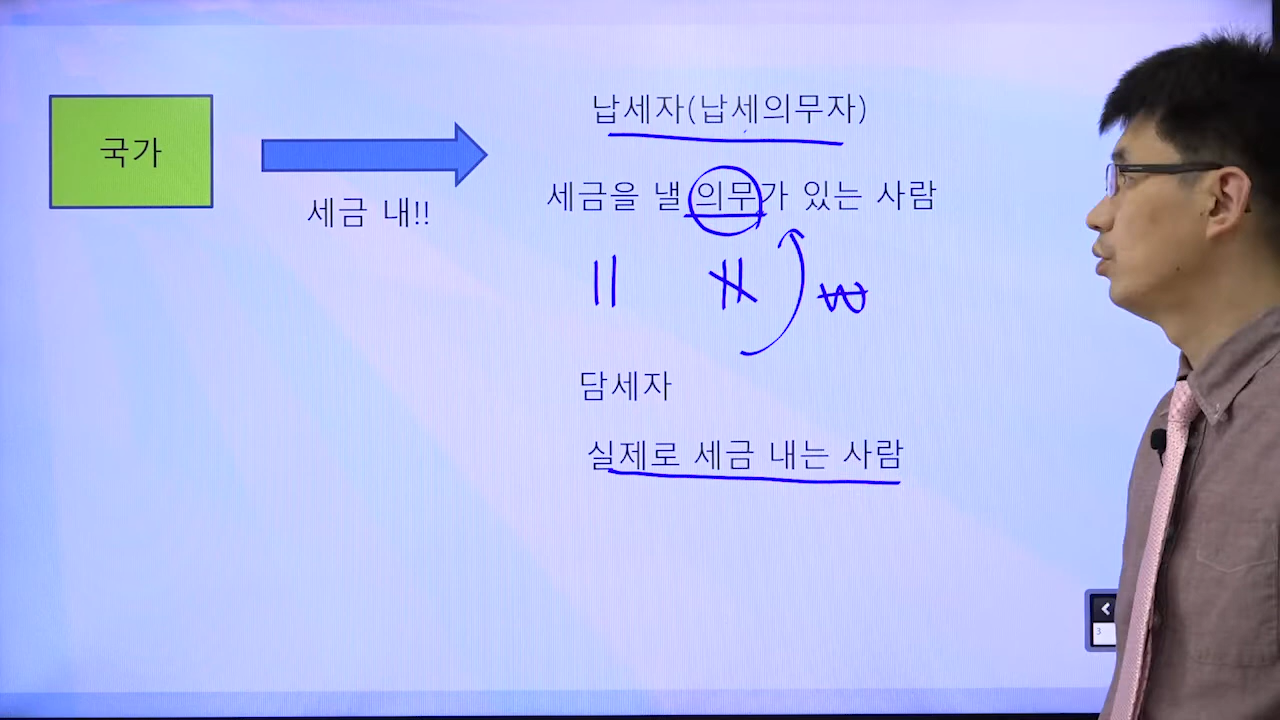 국가
세금 내!!
납세자(납세의무자)
세금을 낼 의무가 있는 사람
= ≠ ₩
담세자
실제로 세금 내는 사람
3